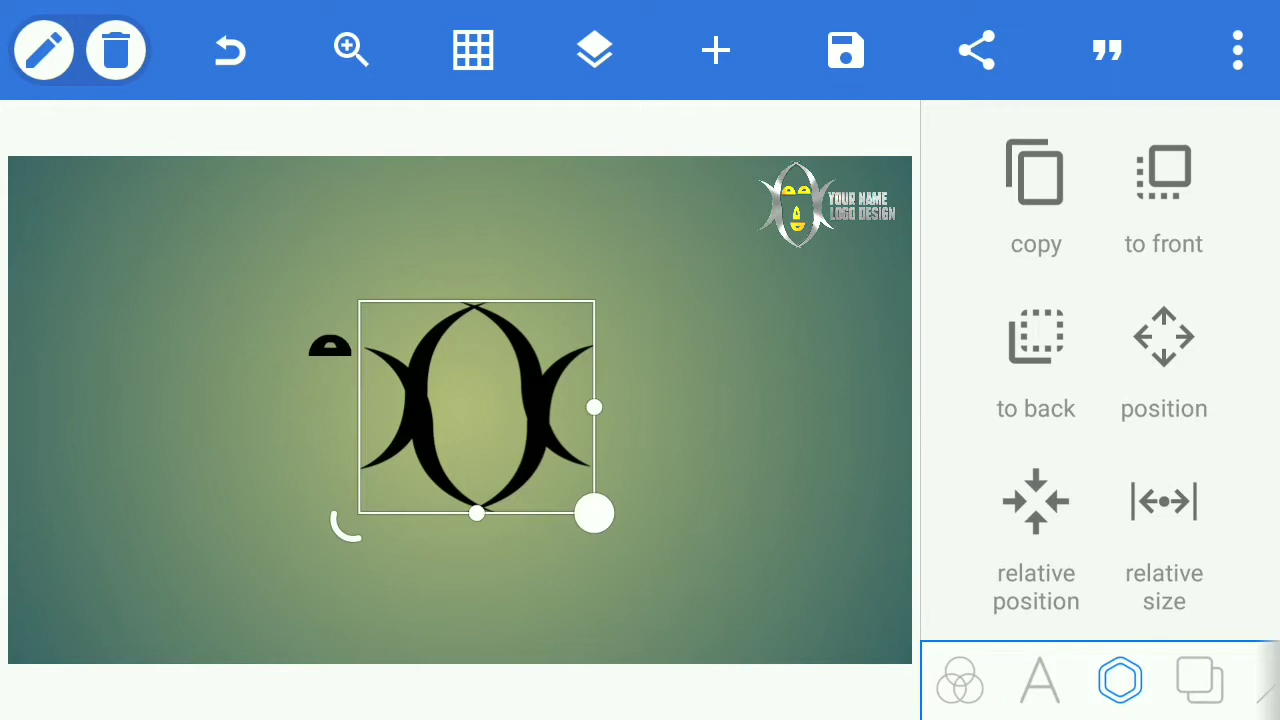 YOUR NAME
LOGO DESIGN
copy
to front
to back
position
relative
position
relative
size